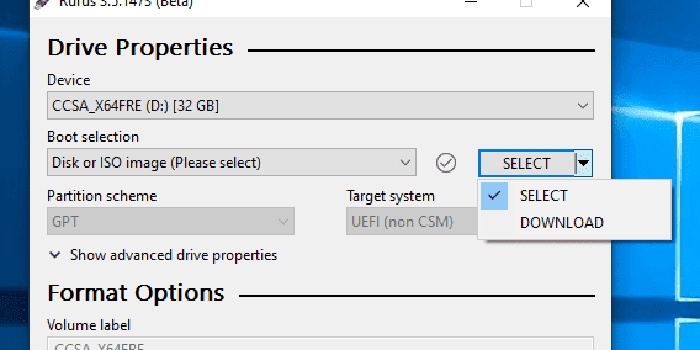 Rufus 3.5.1473 (Beta)
Drive Properties
Device
CCSA_X64FRE (D:) [32 GB]
Boot selection
Disk or ISO image (Please select)
SELECT
SELECT
DOWNLOAD
Partition scheme
Target system
GPT
UEFI (non CSM)
Show advanced drive properties
Format Options
Volume label
CCSA_X64FRE